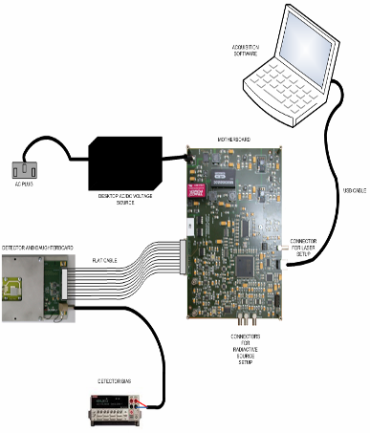 ACQUISITION
SOFTWARE
MOTHERBOARD
AC PLUG
DESKTOP AC/DC VOLTAGE
SOURCE
USB CABLE
DETECTOR AND DAUGHTERBOARD
CONNECTOR
FOR LASER
SETUP
FLAT CABLE
CONNECTORS
FOR
RADIACTIVE
SOURCE
SETUP
DETECTOR BIAS